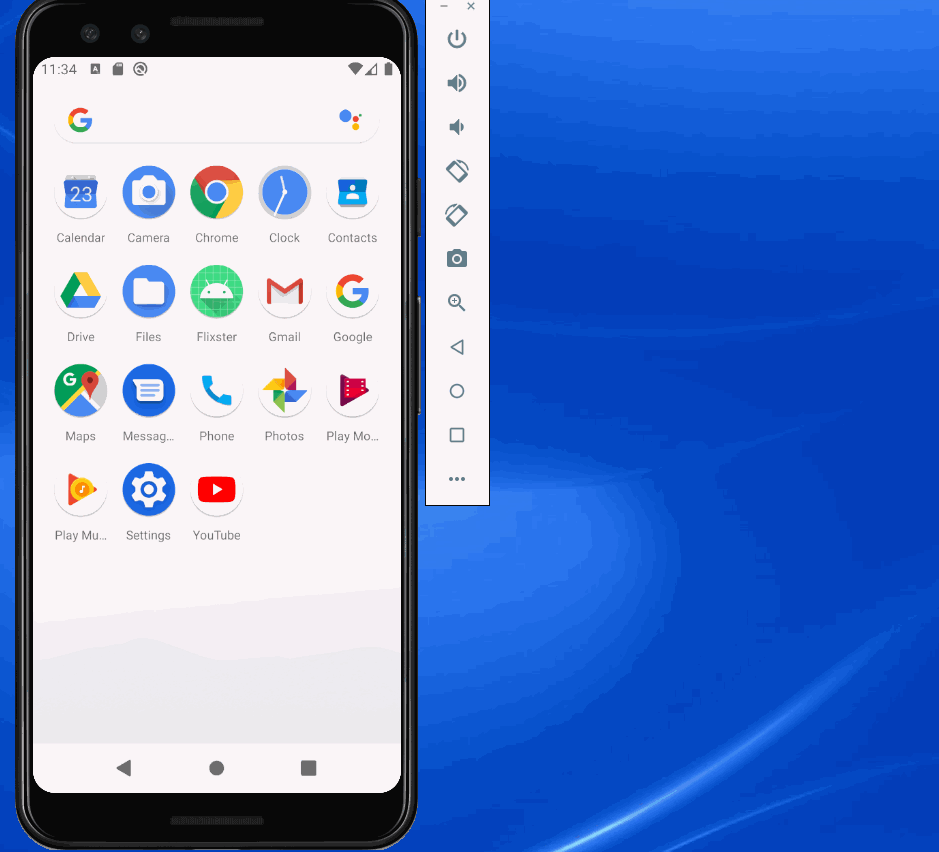 11:34 A
G
23
Calendar Camera Chrome Clock Contacts
G
Drive Files Flixster Gmail Google
G
Maps Messag... Phone Photos Play Mo...
Play Mu... Settings YouTube